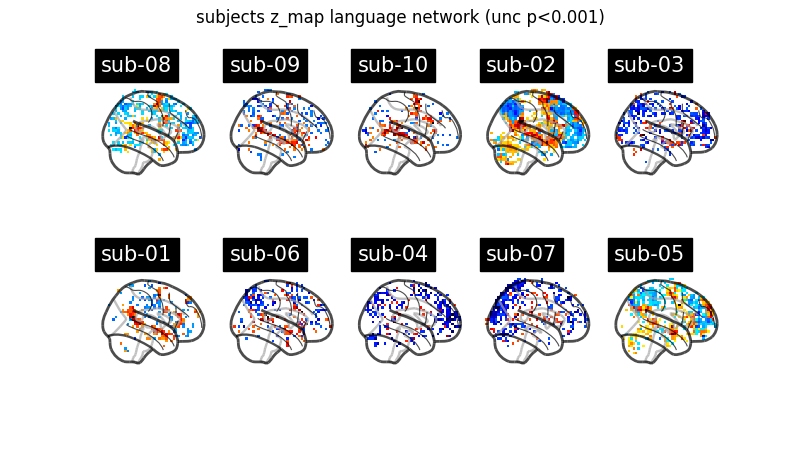 subjects z_map language network (unc p<0.001)
sub-08 sub-09 sub-10 sub-02 sub-03
sub-01 sub-06 sub-04 sub-07 sub-05